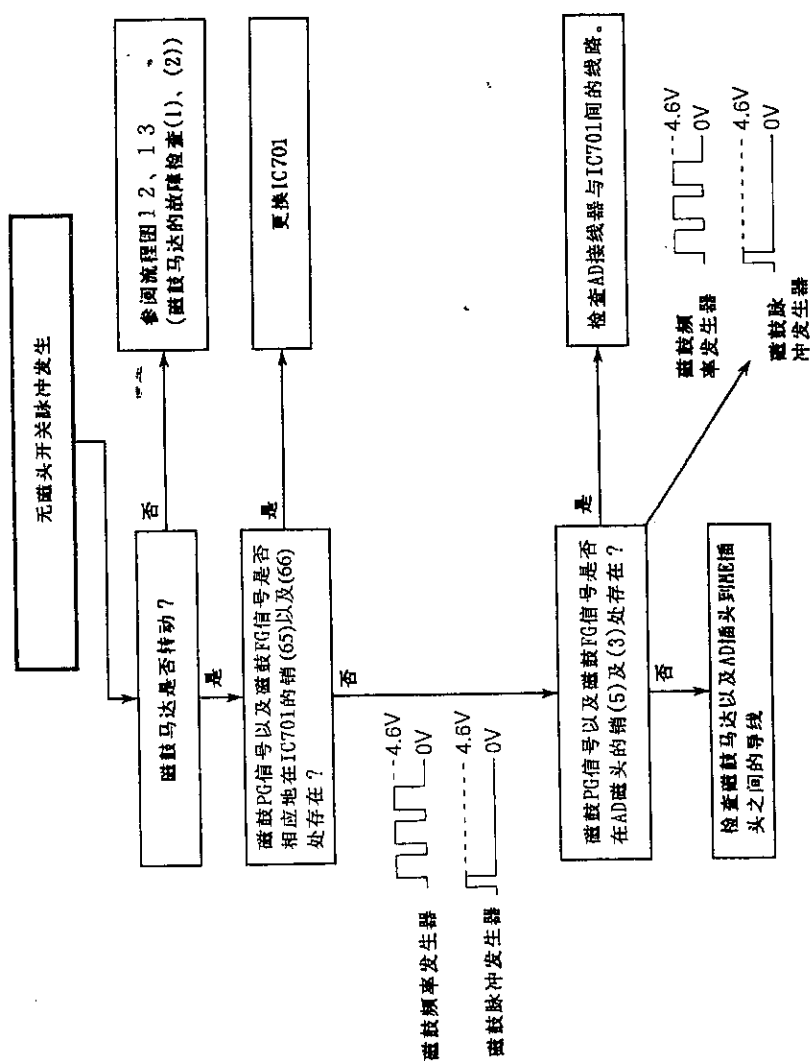 无磁头开关脉冲发生
磁鼓马达是否转动？
否
参阅流程图12、13
(磁鼓马达的故障检查(1)、(2))
是
磁鼓PG信号以及磁鼓FG信号是否
相应地在IC701的销(65)以及(66)
处存在？
是
更换IC701
否
磁鼓频率发生器
4.6V
0V
磁鼓脉冲发生器
4.6V
0V
磁鼓PG信号以及磁鼓FG信号是否
在AD磁头的销(5)及(3)处存在？
是
检查AD接线器与IC701间的线路。
磁鼓频
率发生器
4.6V
0V
磁鼓脉
冲发生器
4.6V
0V
否
检查磁鼓马达以及AD插头到ME插
头之间的导线